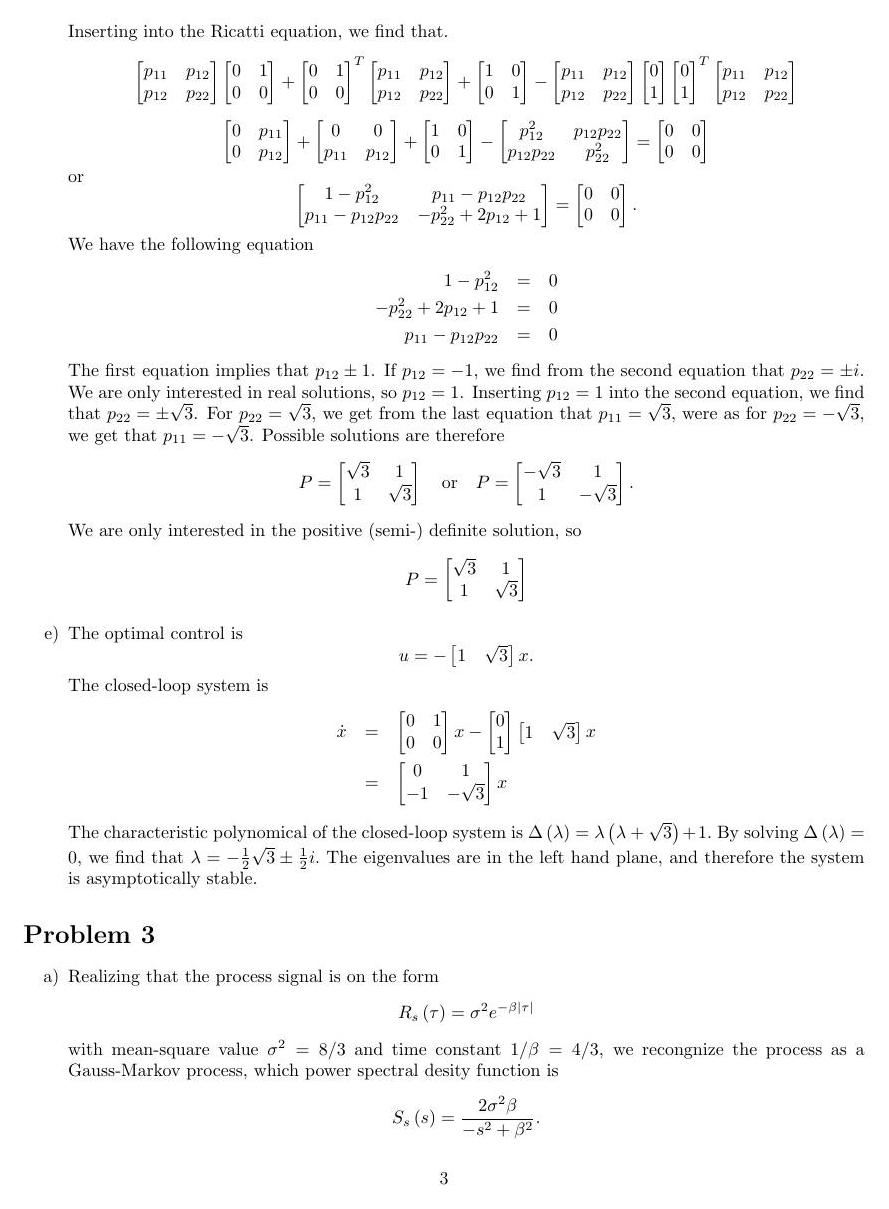 Inserting into the Ricatti equation, we find that.
[p11 p12; p12 p22] [0 1; 0 0] + [0 1; 0 0]^T [p11 p12; p12 p22] + [1 0; 0 1] − [p11 p12; p12 p22] [0; 1] [0; 1]^T [p11 p12; p12 p22]
[0 p11; 0 p12] + [0 0; p11 p12] + [1 0; 0 1] − [p12^2 p12p22; p12p22 p22^2] = [0 0; 0 0]
or
[1 − p12^2 p11 − p12p22; p11 − p12p22 −p22^2 + 2p12 + 1] = [0 0; 0 0].
We have the following equation
1 − p12^2 = 0
−p22^2 + 2p12 + 1 = 0
p11 − p12p22 = 0
The first equation implies that p12 ± 1. If p12 = −1, we find from the second equation that p22 = ±i.
We are only interested in real solutions, so p12 = 1. Inserting p12 = 1 into the second equation, we find
that p22 = ±√3. For p22 = √3, we get from the last equation that p11 = √3, were as for p22 = −√3,
we get that p11 = −√3. Possible solutions are therefore
P = [√3 1; 1 √3] or P = [−√3 1; 1 −√3].
We are only interested in the positive (semi-) definite solution, so
P = [√3 1; 1 √3]
e) The optimal control is
u = − [1 √3] x.
The closed-loop system is
ẋ = [0 1; 0 0] x − [0; 1] [1 √3] x
= [0 1; −1 −√3] x
The characteristic polynomical of the closed-loop system is Δ (λ) = λ (λ + √3) + 1. By solving Δ (λ) =
0, we find that λ = −½√3 ± ½i. The eigenvalues are in the left hand plane, and therefore the system
is asymptotically stable.
Problem 3
a) Realizing that the process signal is on the form
Rs (τ) = σ²e^{−β|τ|}
with mean-square value σ² = 8/3 and time constant 1/β = 4/3, we recongnize the process as a
Gauss-Markov process, which power spectral desity function is
Ss (s) = 2σ²β / (−s² + β²).
3